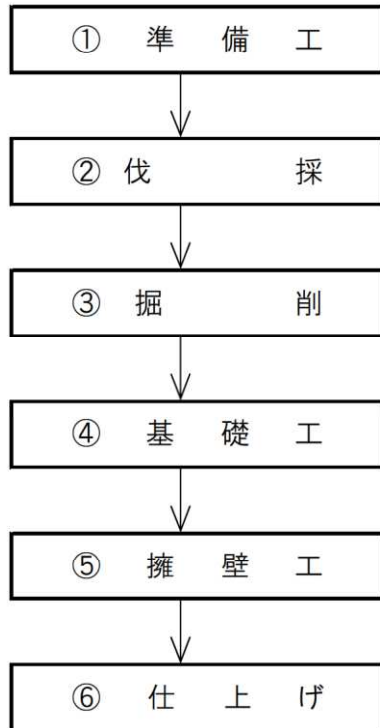 ① 準備工
② 伐採
③ 掘削
④ 基礎工
⑤ 擁壁工
⑥ 仕上げ